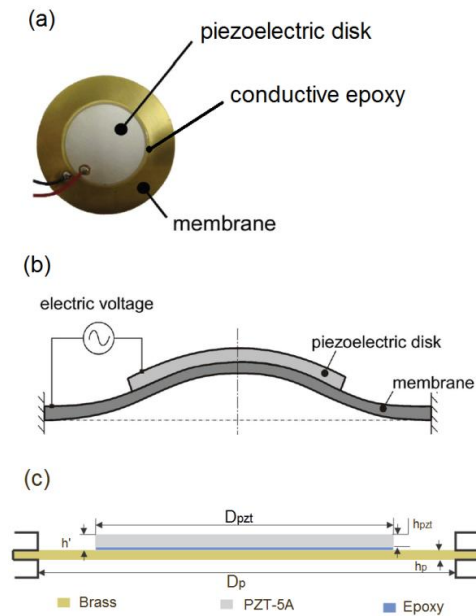 (a)
piezoelectric disk
conductive epoxy
membrane
(b)
electric voltage
piezoelectric disk
membrane
(c)
Dpzt
h'
hpzt
hp
Dp
Brass
PZT-5A
Epoxy